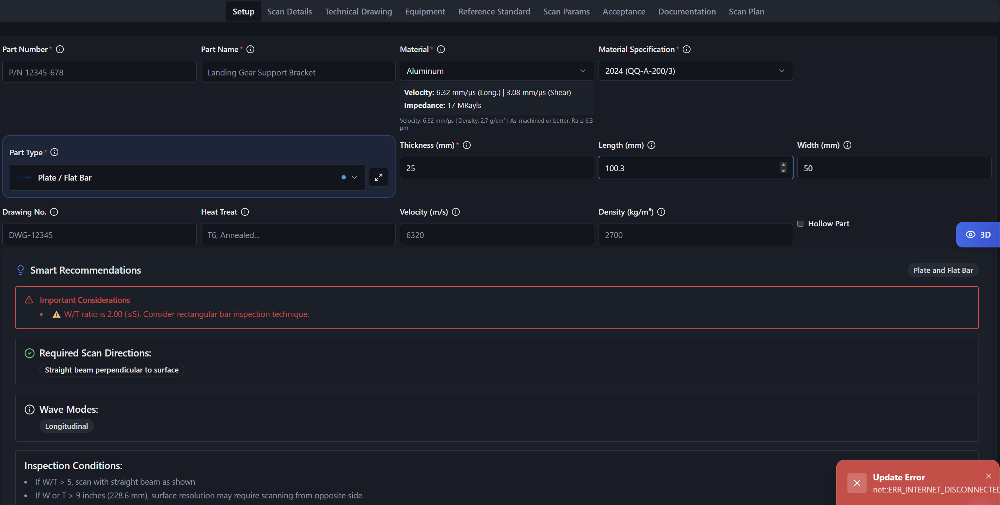 Setup
Scan Details
Technical Drawing
Equipment
Reference Standard
Scan Params
Acceptance
Documentation
Scan Plan
Part Number*
Part Name*
Material*
Material Specification*
P/N 12345-678
Landing Gear Support Bracket
Aluminum
2024 (QQ-A-200/3)
Velocity: 6.32 mm/µs (Long.) | 3.08 mm/µs (Shear)
Impedance: 17 MRayls
Velocity: 6.32 mm/µs | Density: 2.7 g/cm³ | As-machined or better, Ra ≤ 6.3
µm
Part Type*
Plate / Flat Bar
Thickness (mm)*
Length (mm)
Width (mm)
25
100.3
50
Drawing No.
Heat Treat
Velocity (m/s)
Density (kg/m³)
DWG-12345
T6, Annealed...
6320
2700
Hollow Part
3D
Smart Recommendations
Plate and Flat Bar
Important Considerations
• ⚠️ W/T ratio is 2.00 (≤5). Consider rectangular bar inspection technique.
Required Scan Directions:
Straight beam perpendicular to surface
Wave Modes:
Longitudinal
Inspection Conditions:
• If W/T > 5, scan with straight beam as shown
• If W or T > 9 inches (228.6 mm), surface resolution may require scanning from opposite side
Update Error
net::ERR_INTERNET_DISCONNECTED